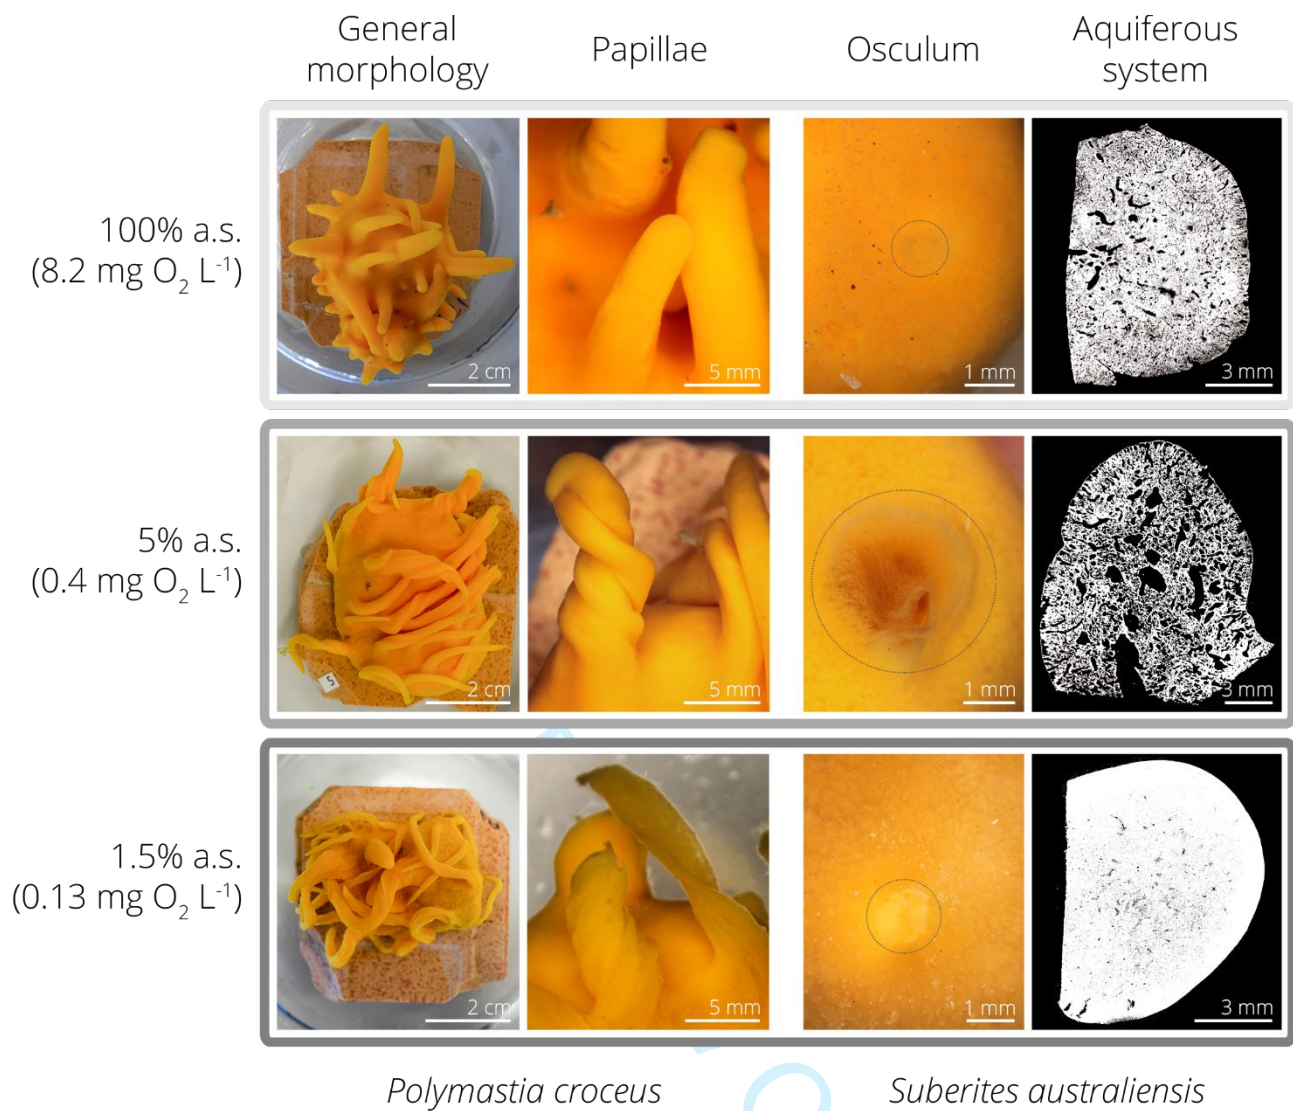 General
morphology
Papillae
Osculum
Aquiferous
system
100% a.s.
(8.2 mg O₂ L⁻¹)
2 cm
5 mm
1 mm
3 mm
5% a.s.
(0.4 mg O₂ L⁻¹)
5
2 cm
5 mm
1 mm
3 mm
1.5% a.s.
(0.13 mg O₂ L⁻¹)
2 cm
5 mm
1 mm
3 mm
Polymastia croceus
Suberites australiensis